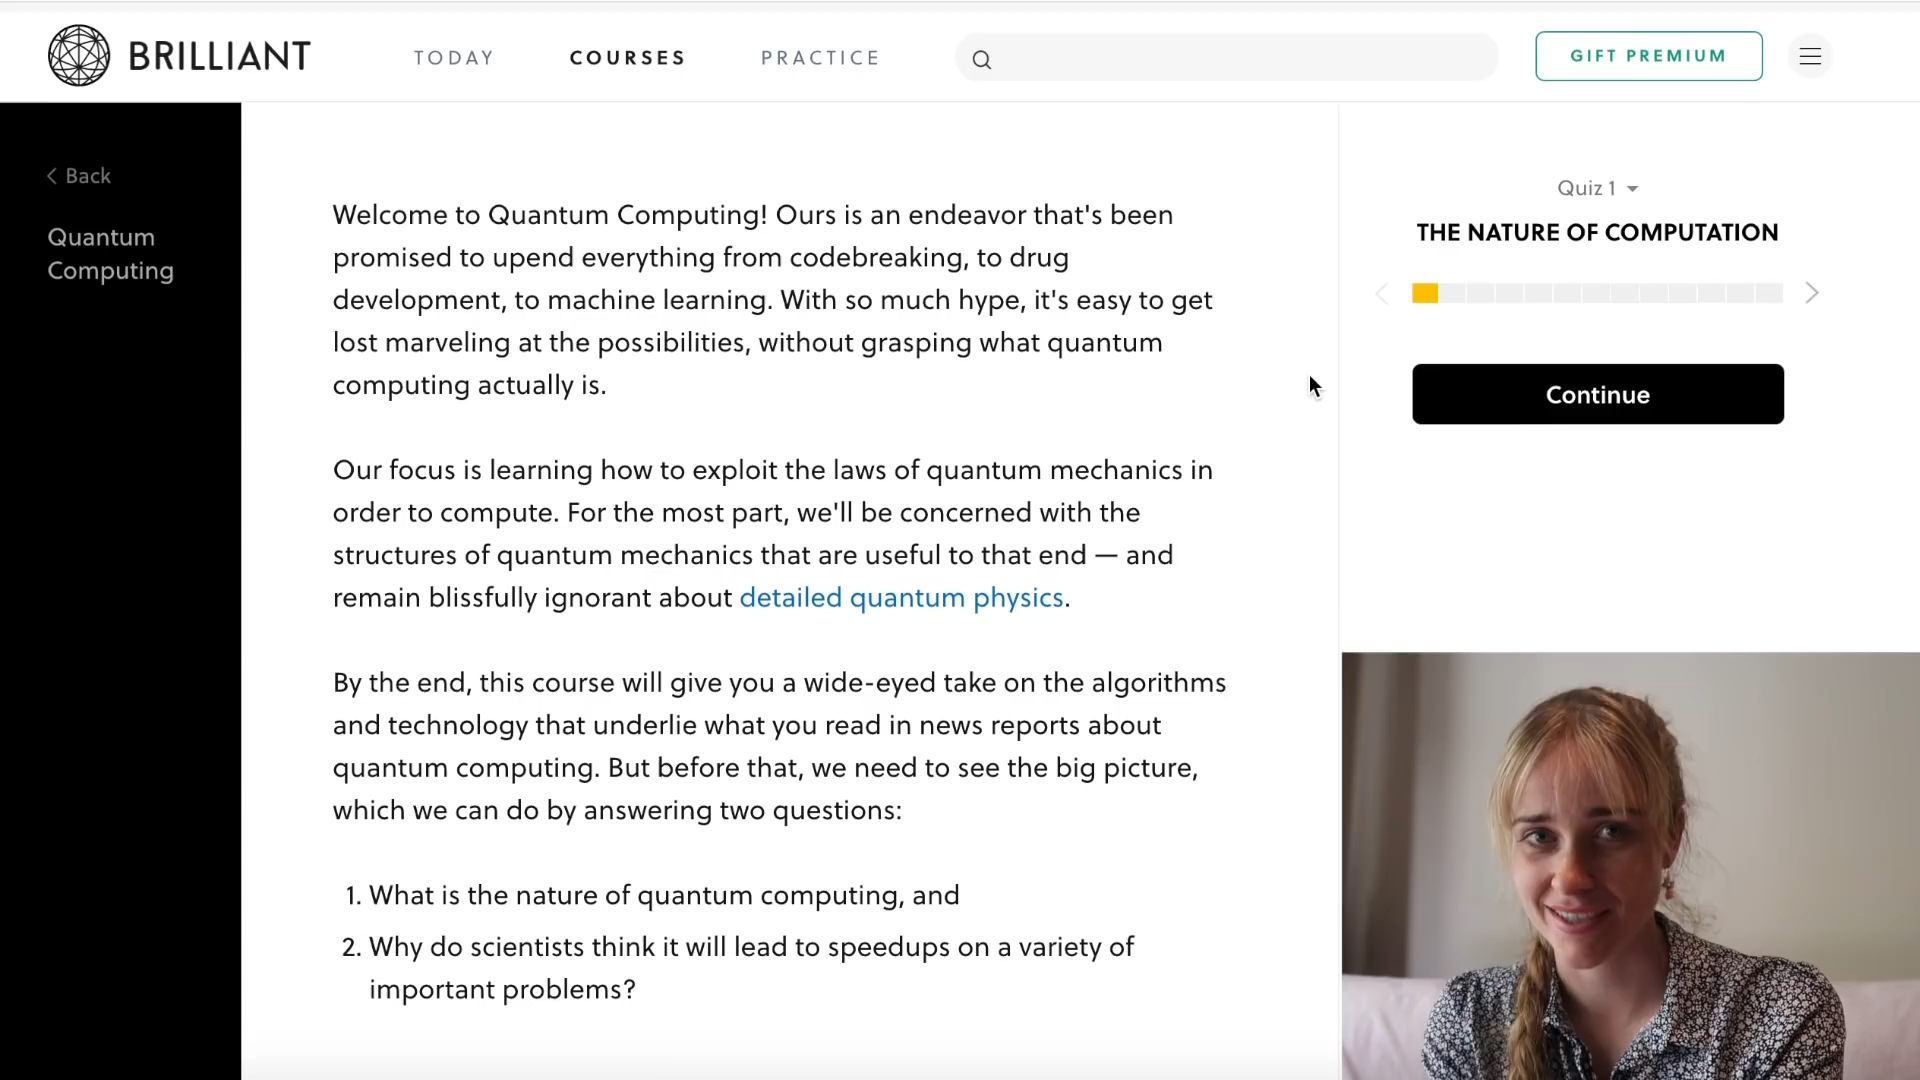 BRILLIANT
TODAY
COURSES
PRACTICE
GIFT PREMIUM
Back
Quantum
Computing
Welcome to Quantum Computing! Ours is an endeavor that's been
promised to upend everything from codebreaking, to drug
development, to machine learning. With so much hype, it's easy to get
lost marveling at the possibilities, without grasping what quantum
computing actually is.
Our focus is learning how to exploit the laws of quantum mechanics in
order to compute. For the most part, we'll be concerned with the
structures of quantum mechanics that are useful to that end — and
remain blissfully ignorant about detailed quantum physics.
By the end, this course will give you a wide-eyed take on the algorithms
and technology that underlie what you read in news reports about
quantum computing. But before that, we need to see the big picture,
which we can do by answering two questions:
1. What is the nature of quantum computing, and
2. Why do scientists think it will lead to speedups on a variety of
important problems?
Quiz 1
THE NATURE OF COMPUTATION
Continue